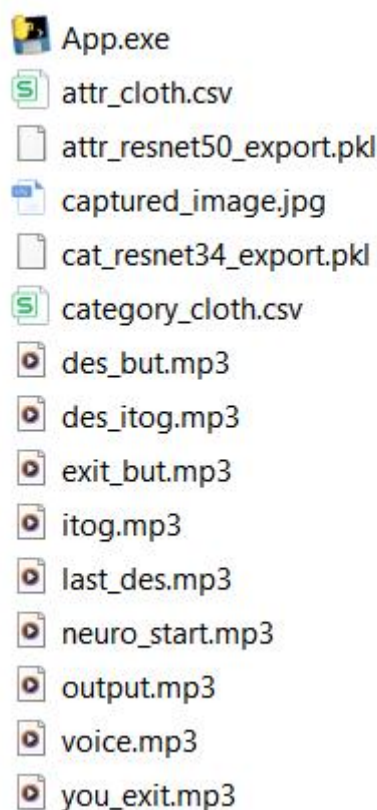 App.exe
attr_cloth.csv
attr_resnet50_export.pkl
captured_image.jpg
cat_resnet34_export.pkl
category_cloth.csv
des_but.mp3
des_itog.mp3
exit_but.mp3
itog.mp3
last_des.mp3
neuro_start.mp3
output.mp3
voice.mp3
you_exit.mp3